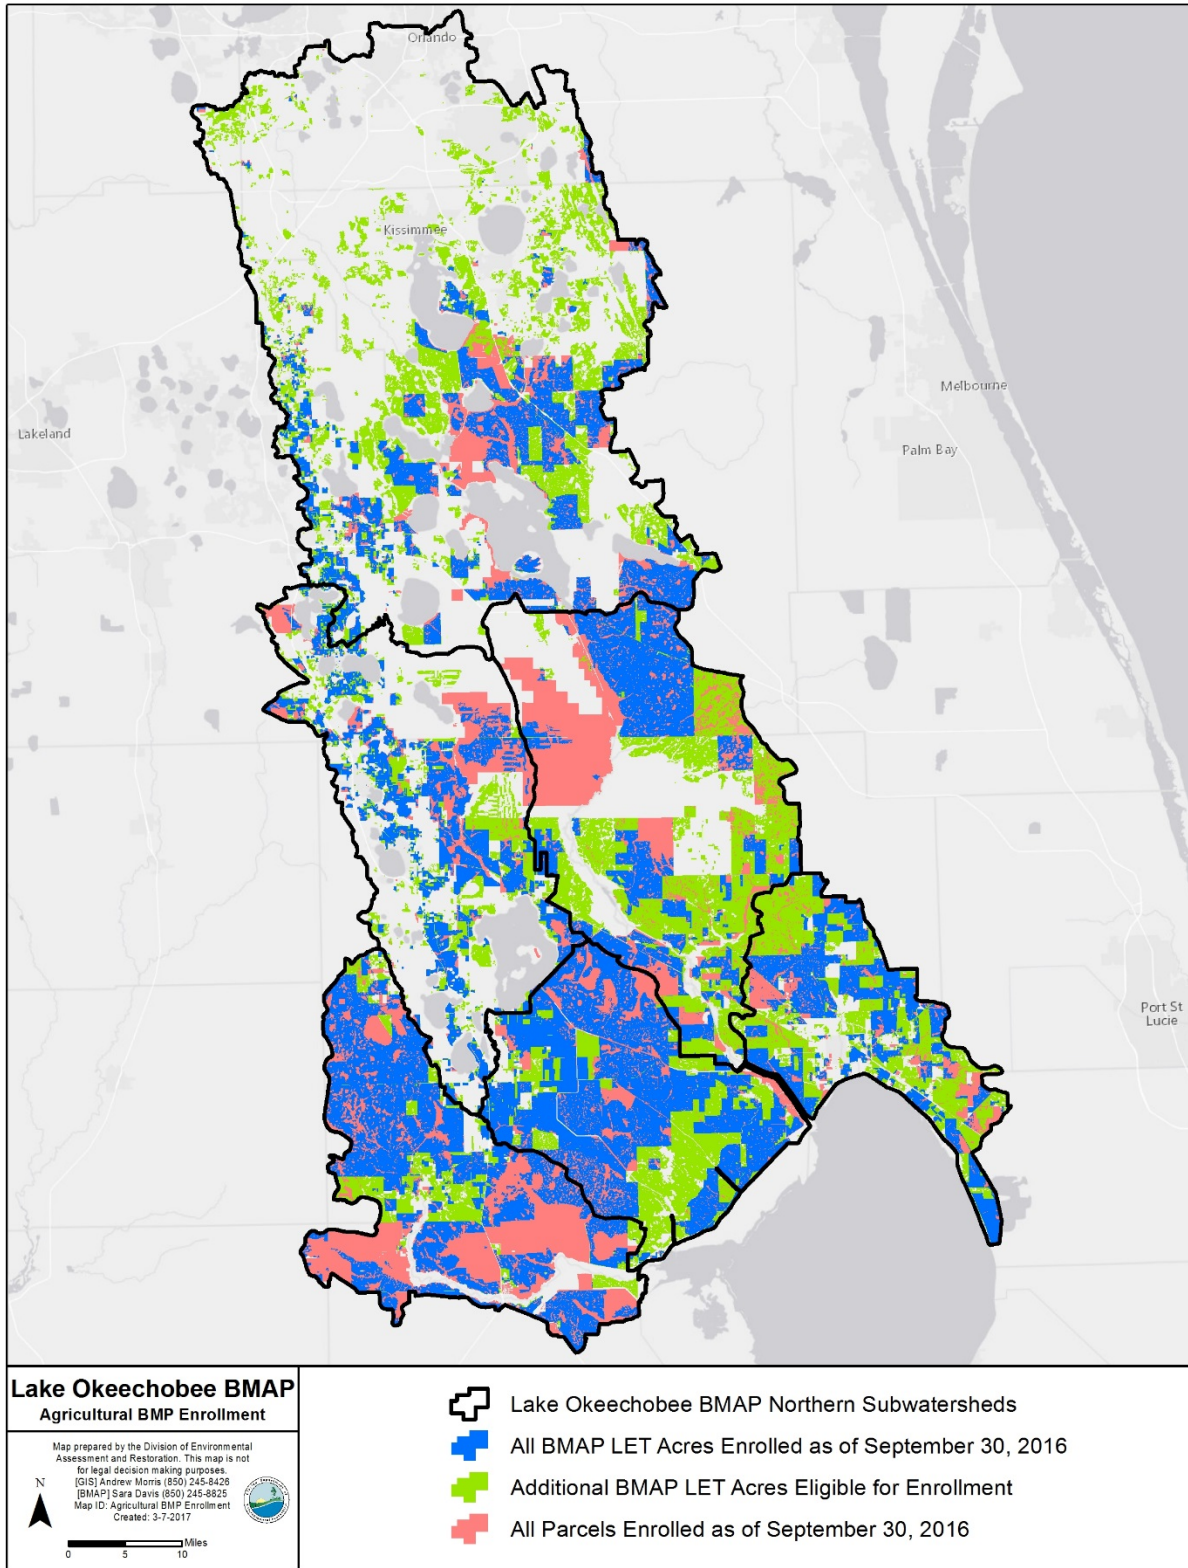 Orlando
Kissimmee
Melbourne
Lakeland
Palm Bay
Port St
Lucie
Lake Okeechobee BMAP
Agricultural BMP Enrollment
Map prepared by the Division of Environmental
Assessment and Restoration. This map is not
for legal decision making purposes.
[GIS] Andrew Morris (850) 245-8426
[BMAP] Sara Davis (850) 245-8825
Map ID: Agricultural BMP Enrollment
Created: 3-7-2017
N
Miles
0 5 10
Lake Okeechobee BMAP Northern Subwatersheds
All BMAP LET Acres Enrolled as of September 30, 2016
Additional BMAP LET Acres Eligible for Enrollment
All Parcels Enrolled as of September 30, 2016